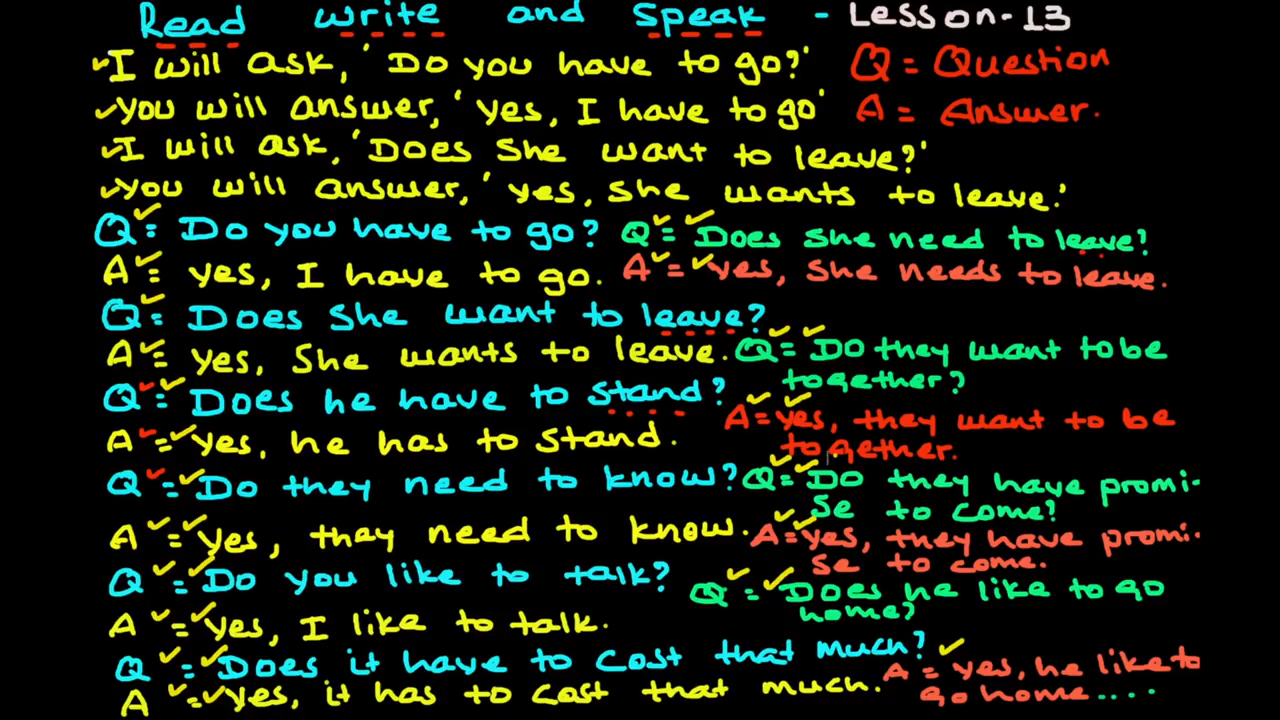 Read write and speak - Lesson-13
I will ask, 'Do you have to go?' Q = Question
You will answer, 'yes, I have to go' A = Answer.
I will ask, 'Does she want to leave?'
You will answer, 'yes, she wants to leave.'
Q = Do you have to go?
A = yes, I have to go.
Q = Does she want to leave?
A = yes, she wants to leave.
Q = Does he have to stand?
A = yes, he has to stand.
Q = Do they need to know?
A = yes, they need to know.
Q = Do you like to talk?
A = yes, I like to talk.
Q = Does it have to cost that much?
A = yes, it has to cost that much.
Q = Does she need to leave?
A = yes, she needs to leave.
Q = Do they want to be
together?
A = yes, they want to be
together.
Q = Do they have promi-
se to come?
A = yes, they have promi-
se to come.
Q = Does he like to go
home?
A = yes, he like to
go home....